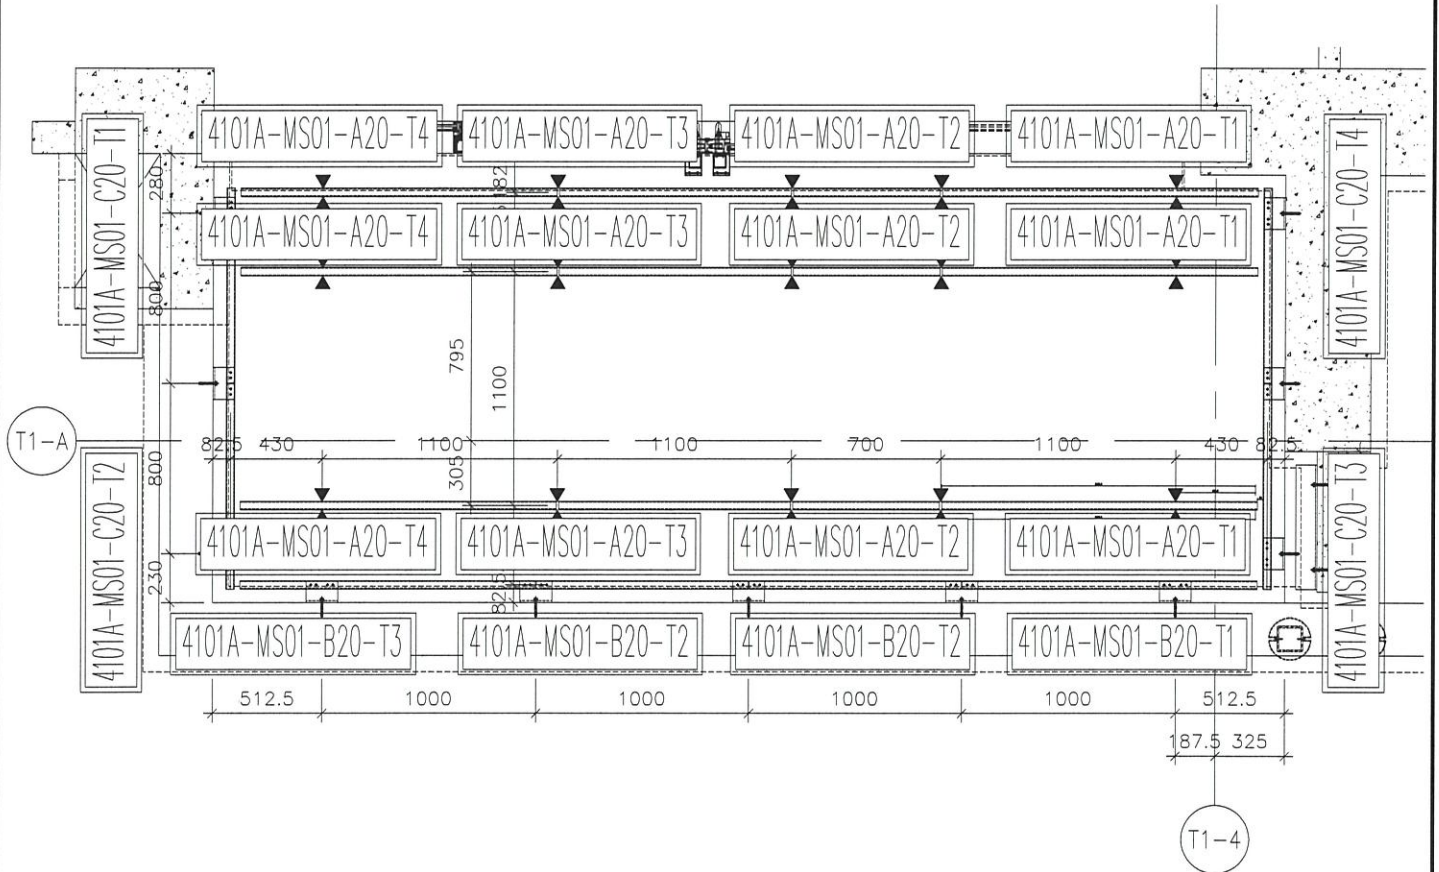 4101A-MS01-A20-T4
4101A-MS01-A20-T3
4101A-MS01-A20-T2
4101A-MS01-A20-T1
4101A-MS01-C20-T1
4101A-MS01-C20-T4
280
4101A-MS01-A20-T4
4101A-MS01-A20-T3
4101A-MS01-A20-T2
4101A-MS01-A20-T1
800
795
1100
T1-A
82.5 430 1100 1100 700 1100 430 82.5
800
305
4101A-MS01-C20-T2
4101A-MS01-C20-T3
4101A-MS01-A20-T4
4101A-MS01-A20-T3
4101A-MS01-A20-T2
4101A-MS01-A20-T1
230
82.5
4101A-MS01-B20-T3
4101A-MS01-B20-T2
4101A-MS01-B20-T2
4101A-MS01-B20-T1
512.5 1000 1000 1000 1000 512.5
187.5 325
T1-4